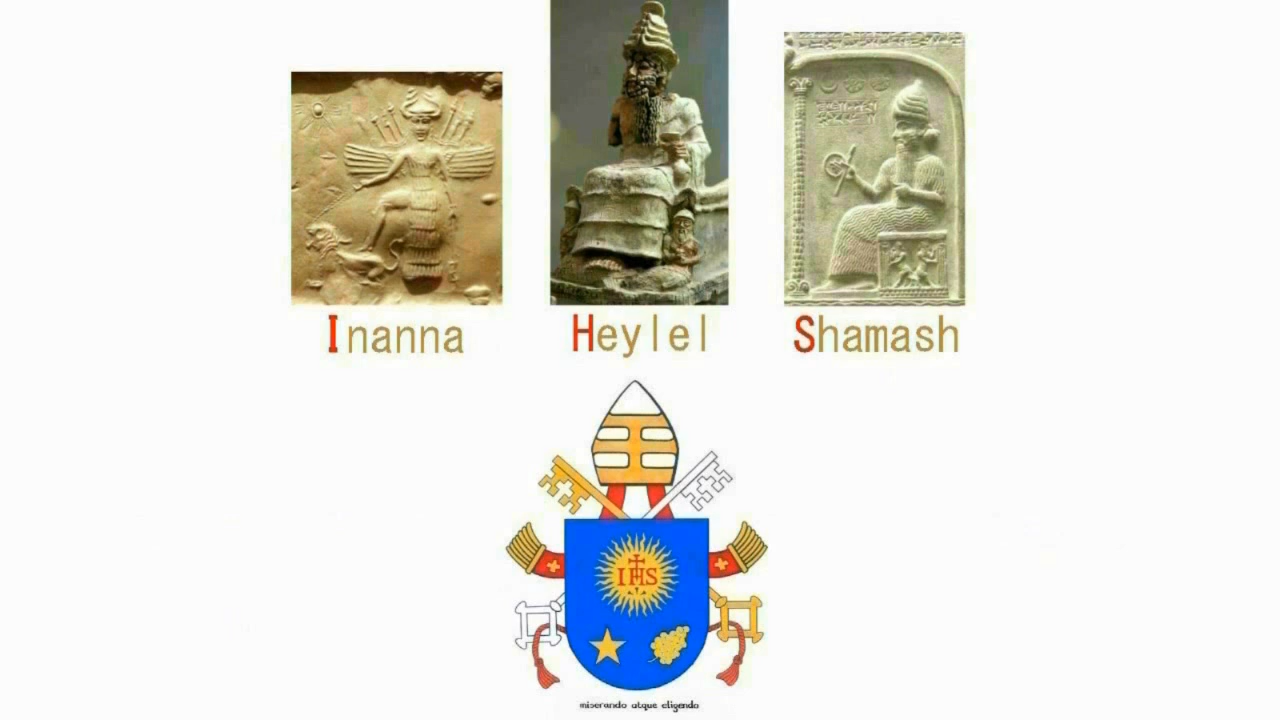 Inanna
Heylel
Shamash
IHS
miserando atque eligendo